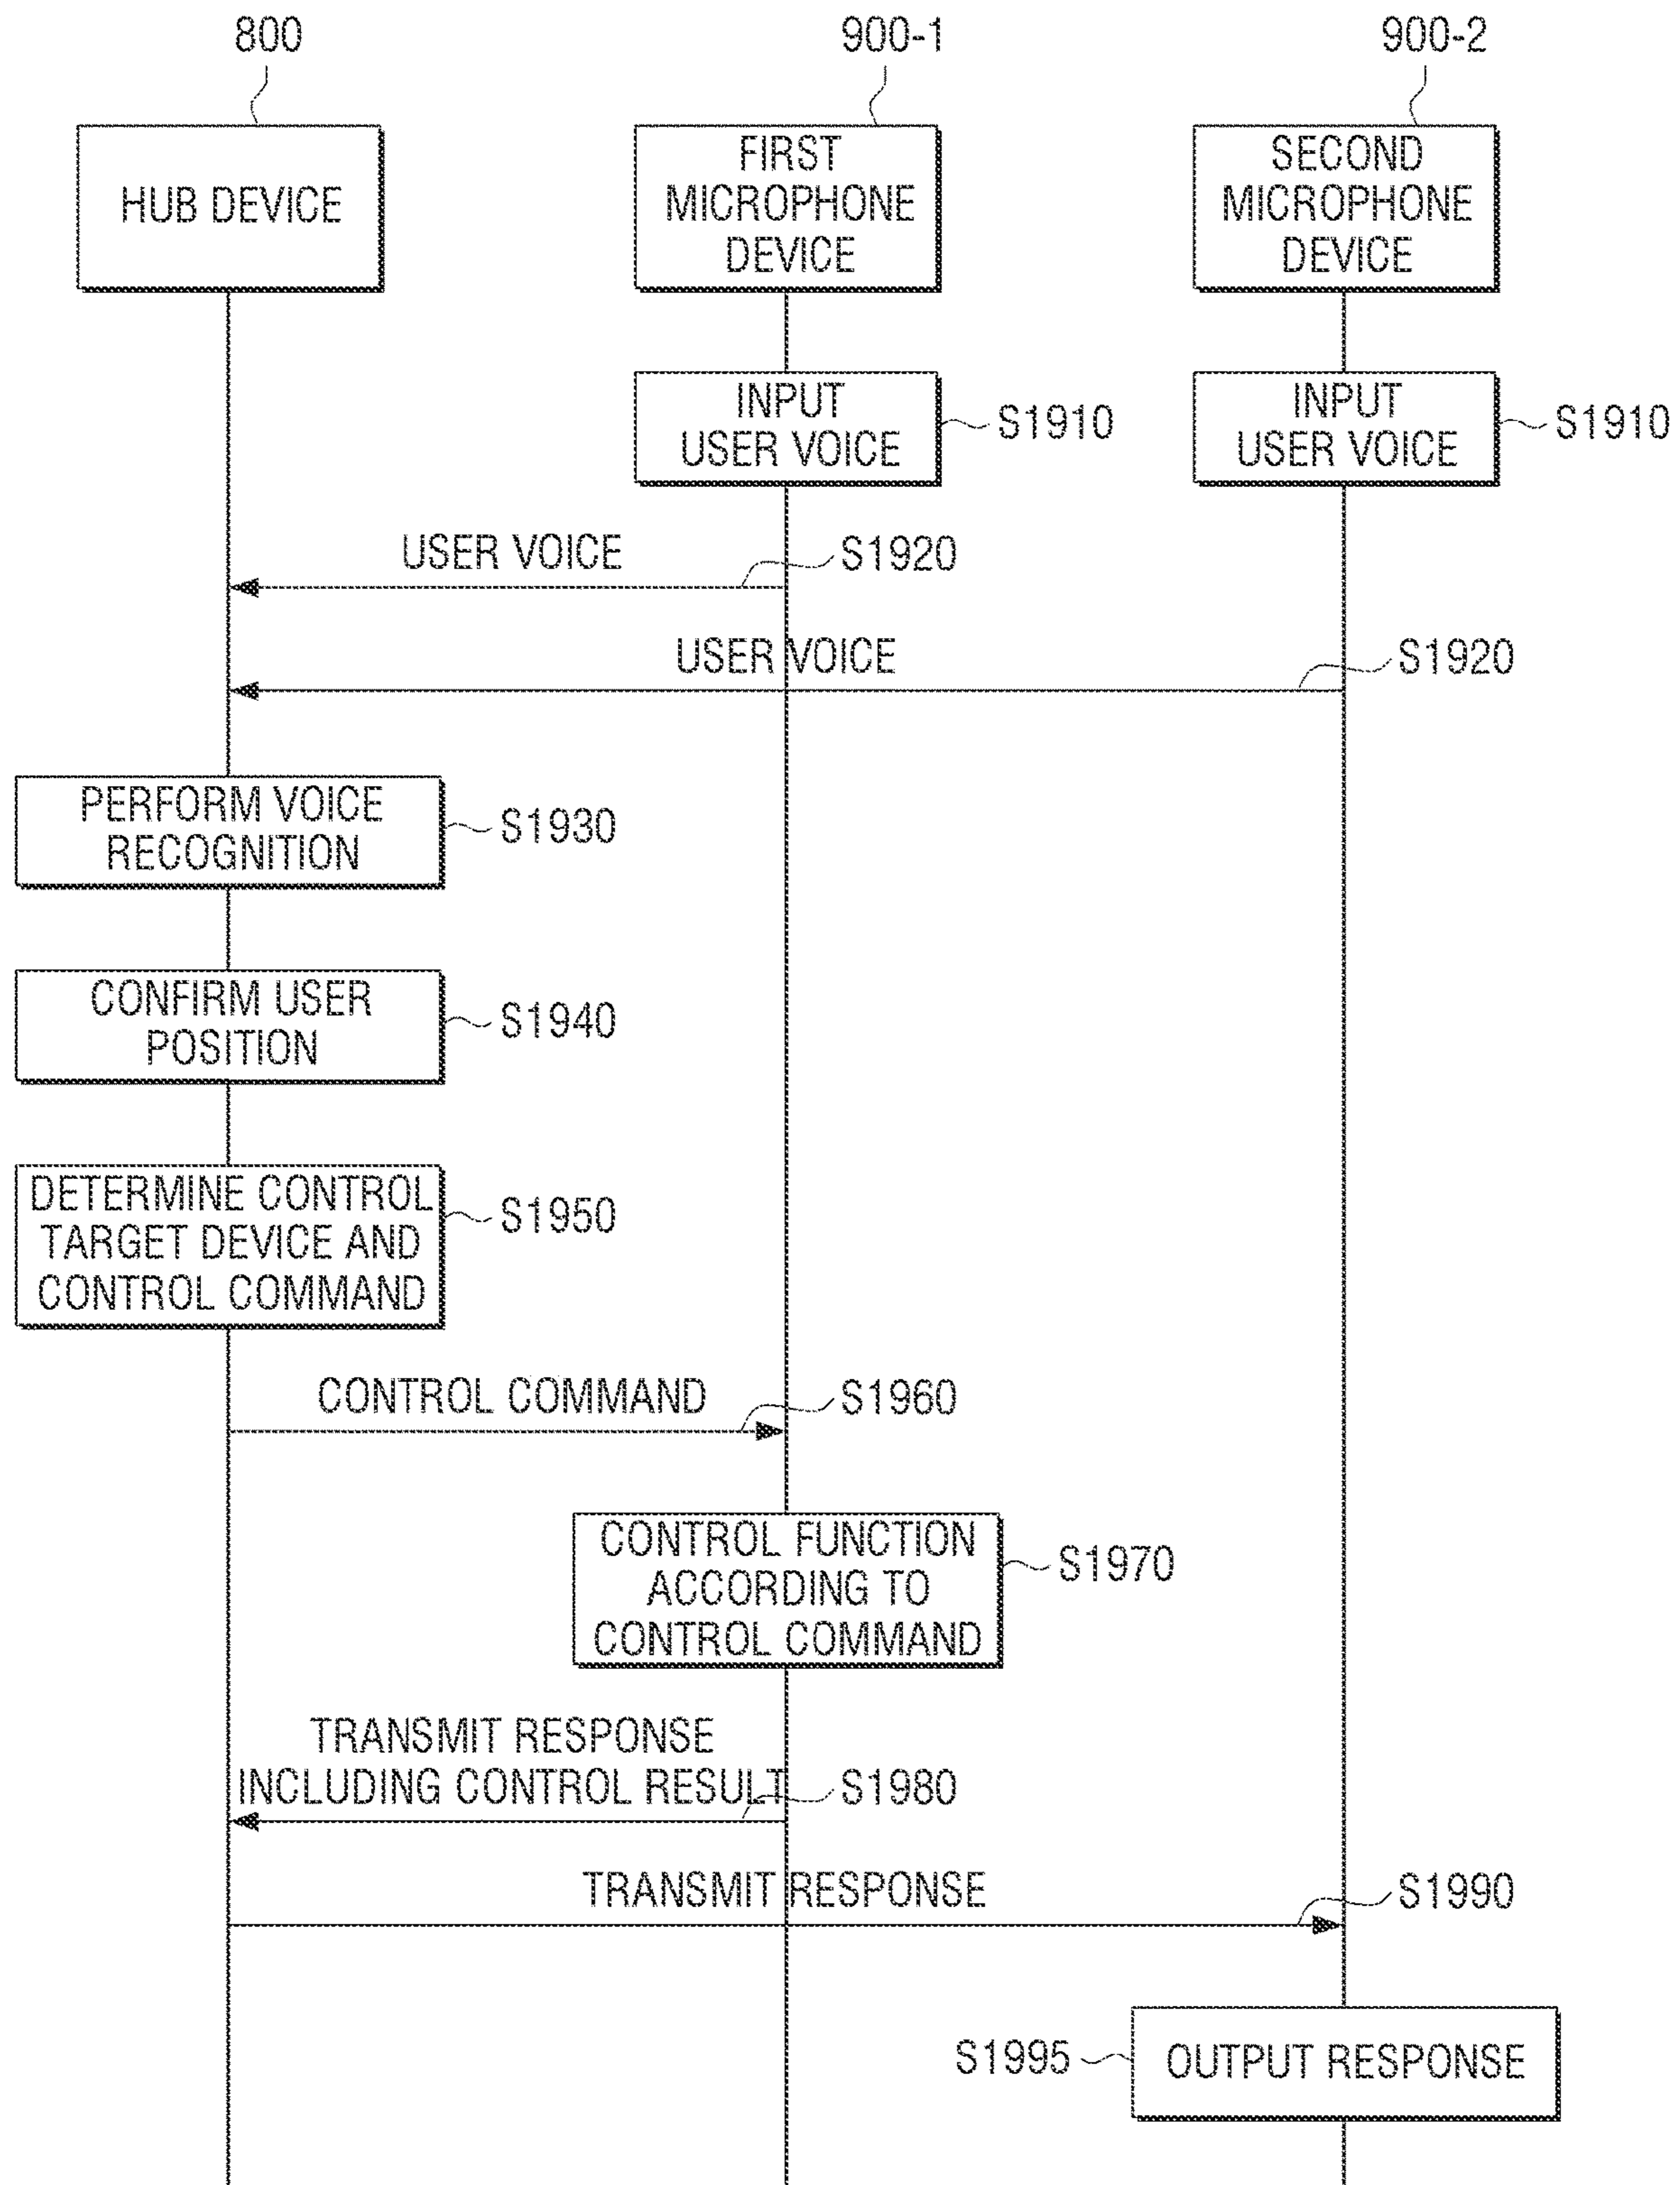 800
900-1
900-2
HUB DEVICE
FIRST
MICROPHONE
DEVICE
SECOND
MICROPHONE
DEVICE
INPUT
USER VOICE
S1910
INPUT
USER VOICE
S1910
USER VOICE
S1920
USER VOICE
S1920
PERFORM VOICE
RECOGNITION
S1930
CONFIRM USER
POSITION
S1940
DETERMINE CONTROL
TARGET DEVICE AND
CONTROL COMMAND
S1950
CONTROL COMMAND
S1960
CONTROL FUNCTION
ACCORDING TO
CONTROL COMMAND
S1970
TRANSMIT RESPONSE
INCLUDING CONTROL RESULT
S1980
TRANSMIT RESPONSE
S1990
S1995
OUTPUT RESPONSE